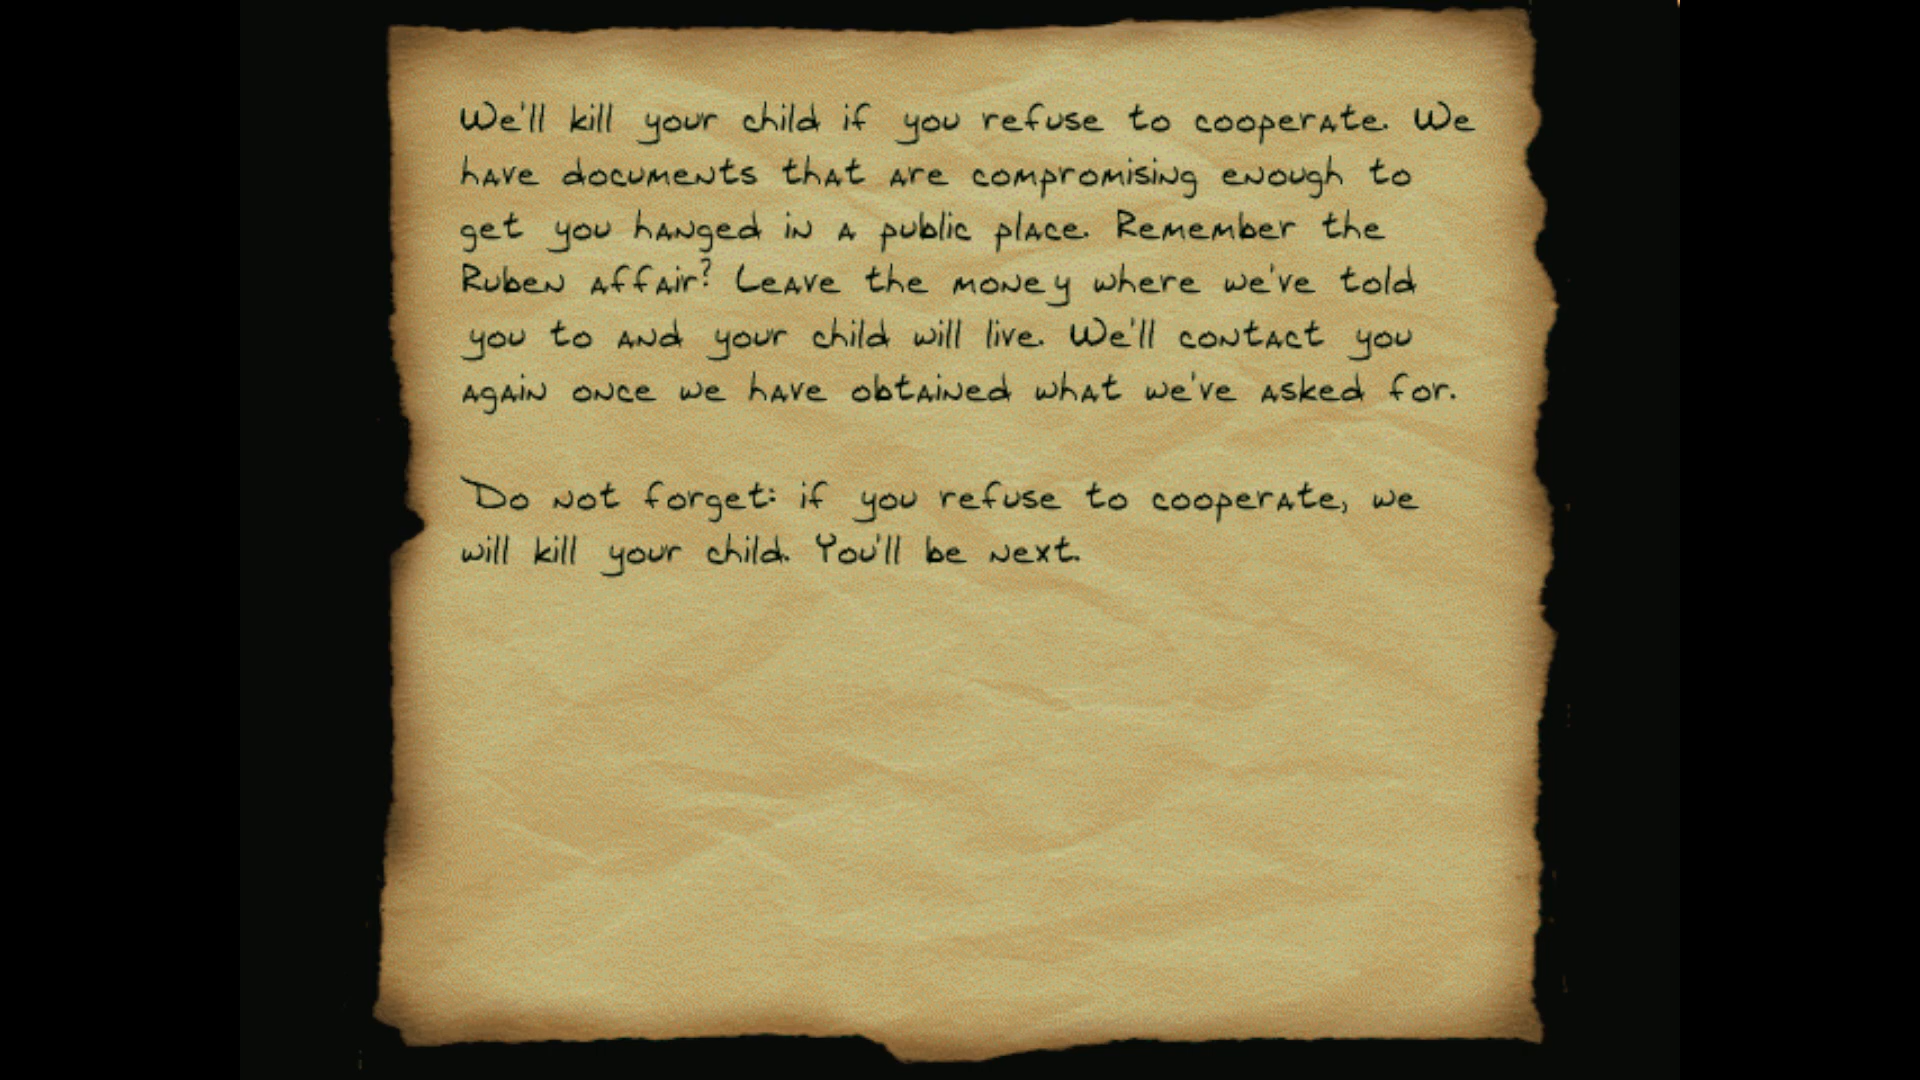 We'll kill your child if you refuse to cooperate. We
have documents that are compromising enough to
get you hanged in a public place. Remember the
Ruben affair? Leave the money where we've told
you to and your child will live. We'll contact you
again once we have obtained what we've asked for.
Do not forget: if you refuse to cooperate, we
will kill your child. You'll be next.